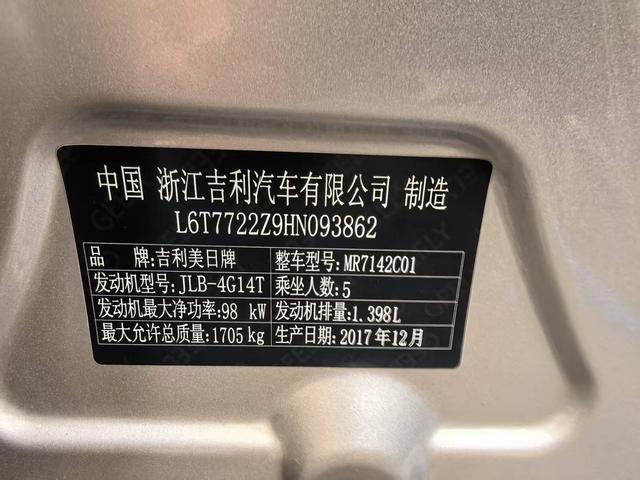 中国 浙江吉利汽车有限公司 制造
L6T7722Z9HN093862
品 牌:吉利美日牌 整车型号:MR7142C01
发动机型号:JLB-4G14T 乘坐人数:5
发动机最大净功率:98 kW 发动机排量:1.398L
最大允许总质量:1705kg 生产日期:2017年12月